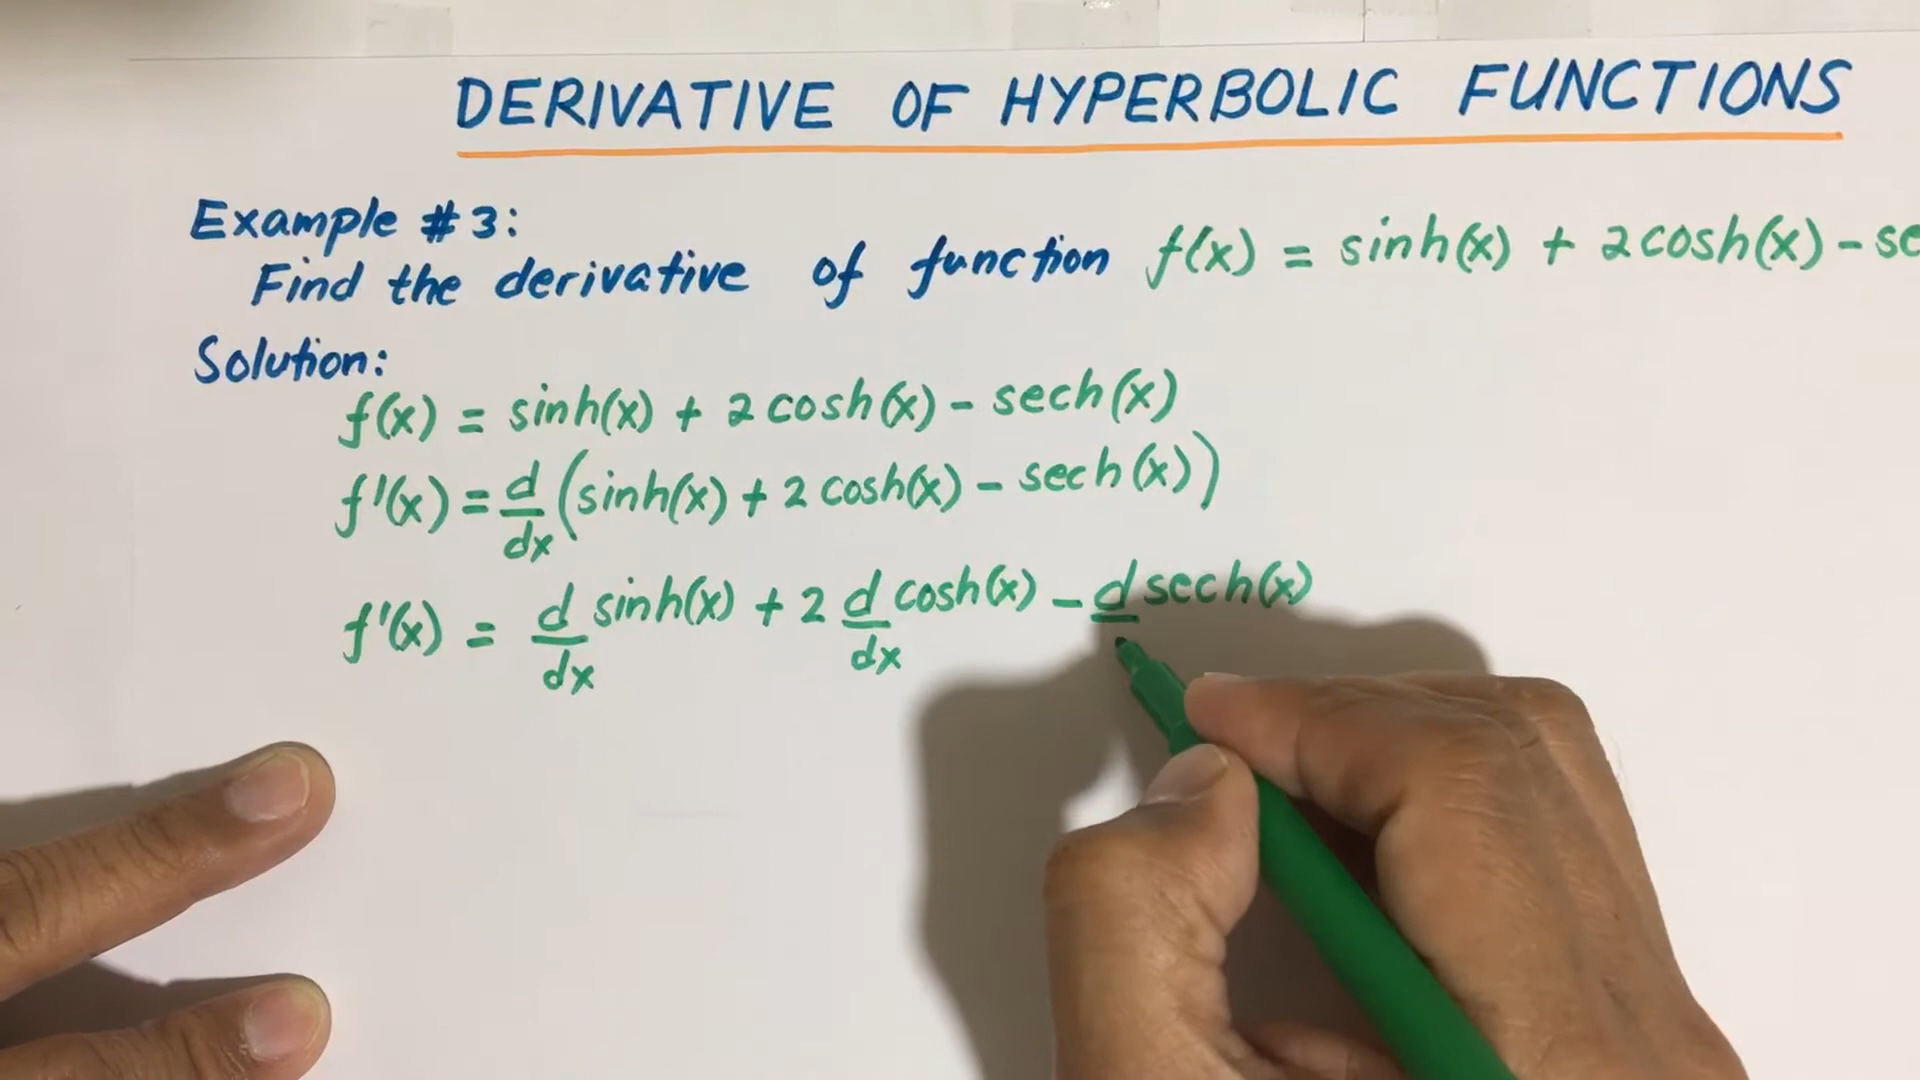 DERIVATIVE OF HYPERBOLIC FUNCTIONS
Example #3:
Find the derivative of function f(x) = sinh(x) + 2cosh(x) - se
Solution:
f(x) = sinh(x) + 2cosh(x) - sech(x)
f'(x) = d/dx (sinh(x) + 2cosh(x) - sech(x))
f'(x) = d/dx sinh(x) + 2 d/dx cosh(x) - d/ sech(x)